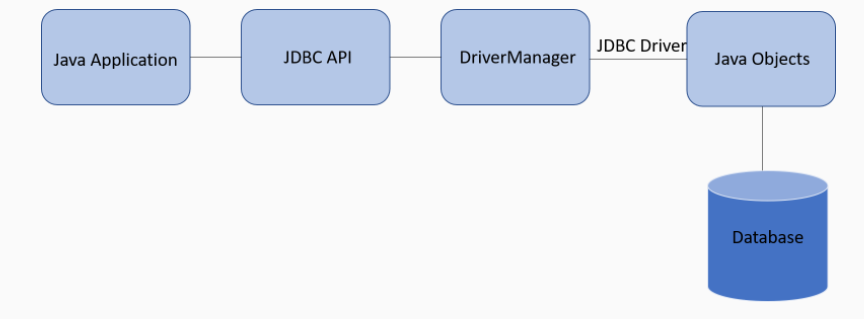 Java Application
JDBC API
DriverManager
JDBC Driver
Java Objects
Database